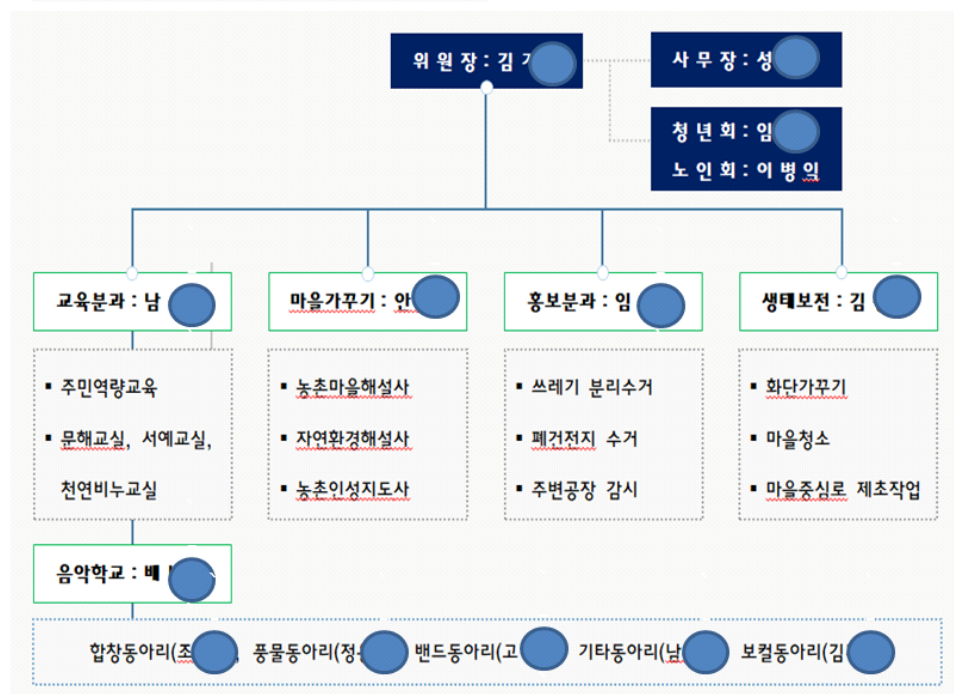 위원장 : 김
사무장 : 성
청년회 : 임
노인회 : 이병익
교육분과 : 남
마을가꾸기 : 안
홍보분과 : 임
생태보전 : 김
▪ 주민역량교육
▪ 문해교실, 서예교실,
천연비누교실
▪ 농촌마을해설사
▪ 자연환경해설사
▪ 농촌인성지도사
▪ 쓰레기 분리수거
▪ 폐건전지 수거
▪ 주변공장 감시
▪ 화단가꾸기
▪ 마을청소
▪ 마을중심로 제초작업
음악학교 : 배
합창동아리(조 풍물동아리(정 밴드동아리(고 기타동아리(남 보컬동아리(김